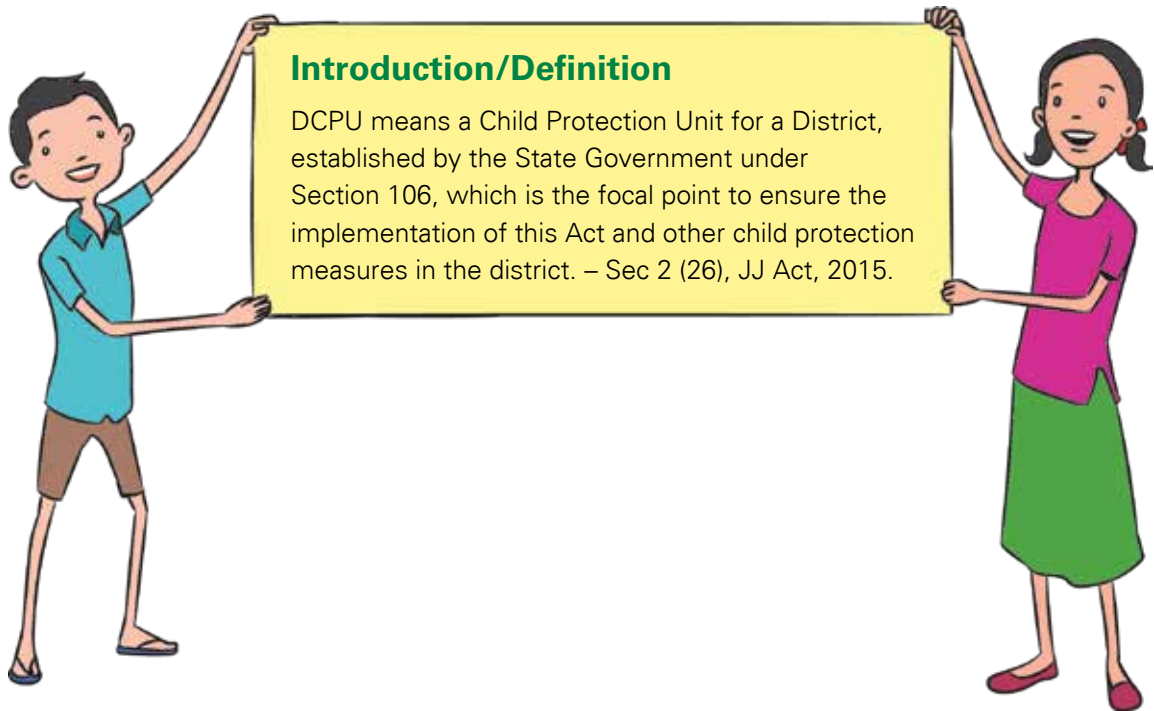 Introduction/Definition
DCPU means a Child Protection Unit for a District,
established by the State Government under
Section 106, which is the focal point to ensure the
implementation of this Act and other child protection
measures in the district. – Sec 2 (26), JJ Act, 2015.